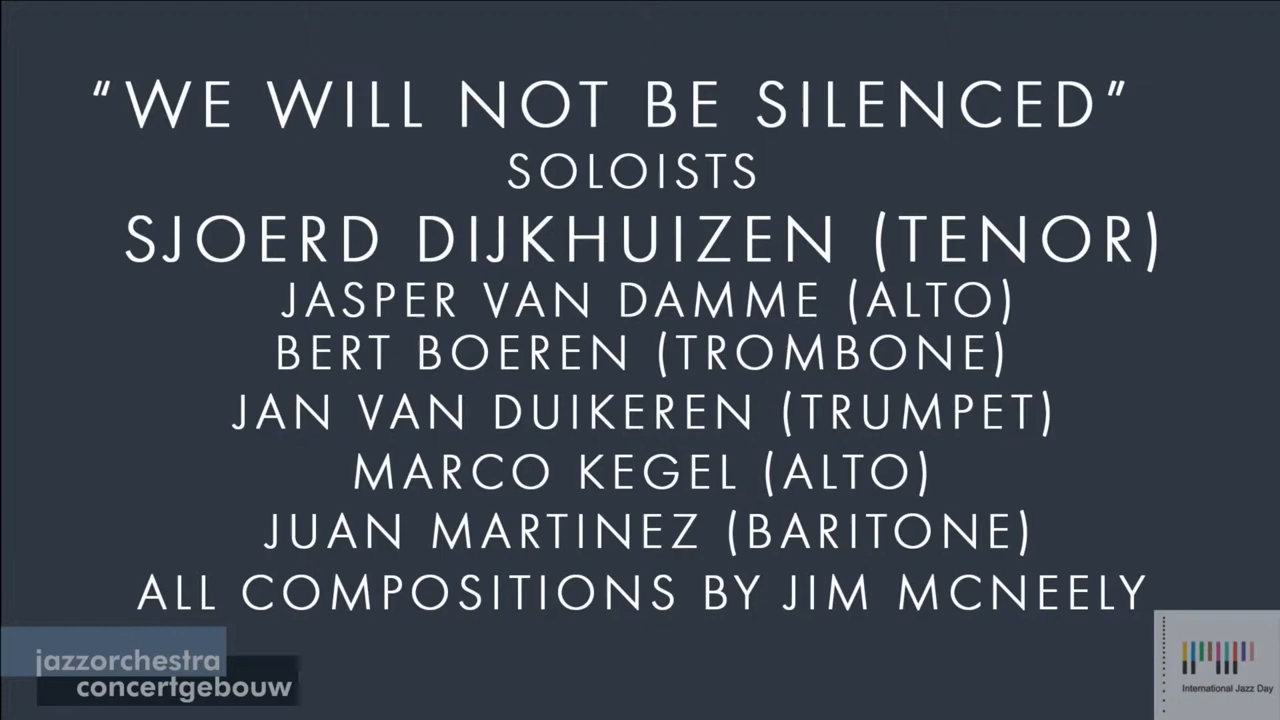 "WE WILL NOT BE SILENCED"
SOLOISTS
SJOERD DIJKHUIZEN (TENOR)
JASPER VAN DAMME (ALTO)
BERT BOEREN (TROMBONE)
JAN VAN DUIKEREN (TRUMPET)
MARCO KEGEL (ALTO)
JUAN MARTINEZ (BARITONE)
ALL COMPOSITIONS BY JIM MCNEELY
jazzorchestra
concertgebouw
International Jazz Day